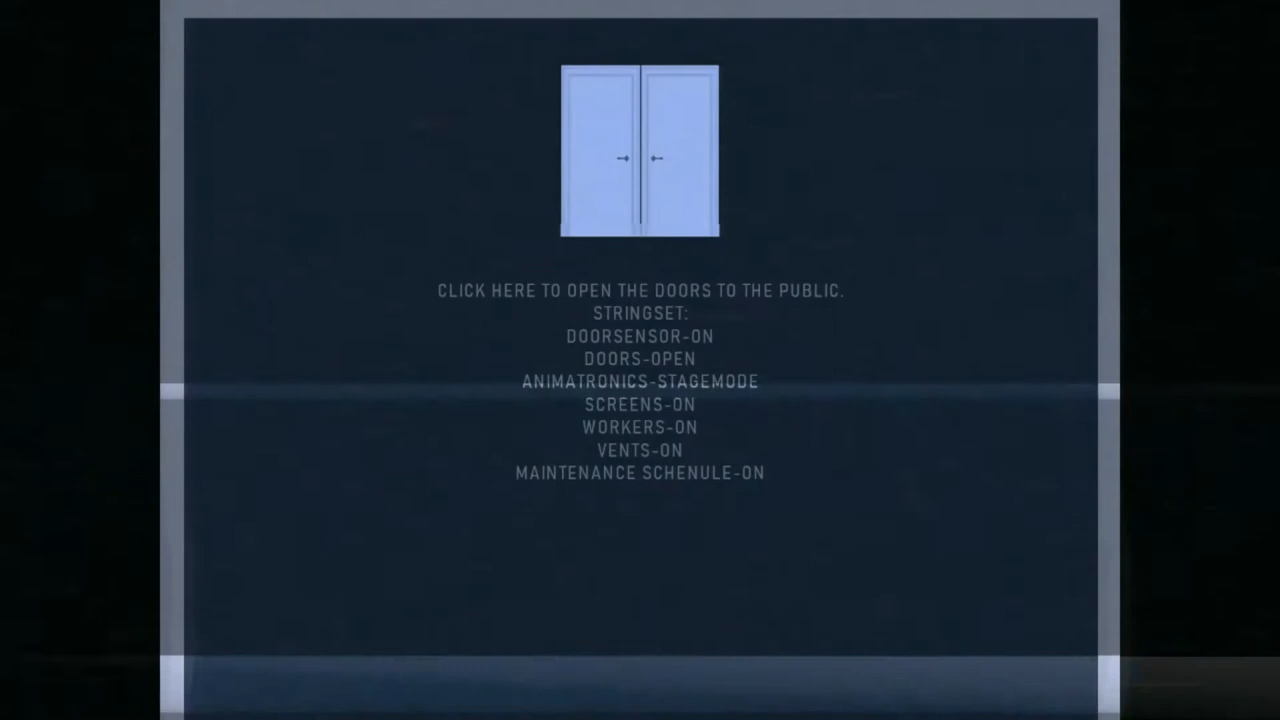 CLICK HERE TO OPEN THE DOORS TO THE PUBLIC.
STRINGSET:
DOORSENSOR-ON
DOORS-OPEN
ANIMATRONICS-STAGEMODE
SCREENS-ON
WORKERS-ON
VENTS-ON
MAINTENANCE SCHENULE-ON